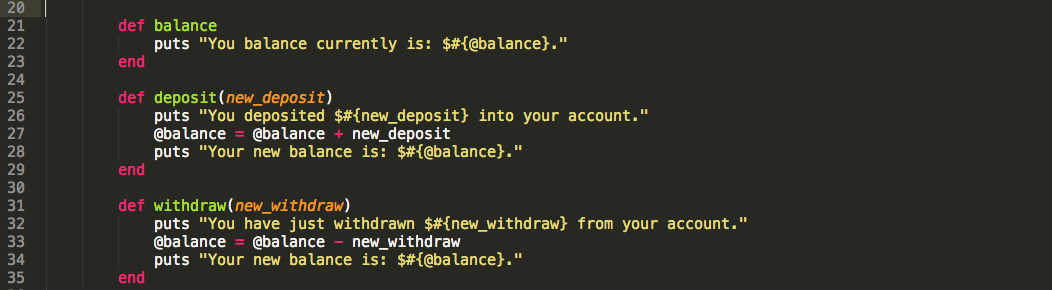 20
21 def balance
22 puts "You balance currently is: $#{@balance}."
23 end
24
25 def deposit(new_deposit)
26 puts "You deposited $#{new_deposit} into your account."
27 @balance = @balance + new_deposit
28 puts "Your new balance is: $#{@balance}."
29 end
30
31 def withdraw(new_withdraw)
32 puts "You have just withdrawn $#{new_withdraw} from your account."
33 @balance = @balance - new_withdraw
34 puts "Your new balance is: $#{@balance}."
35 end